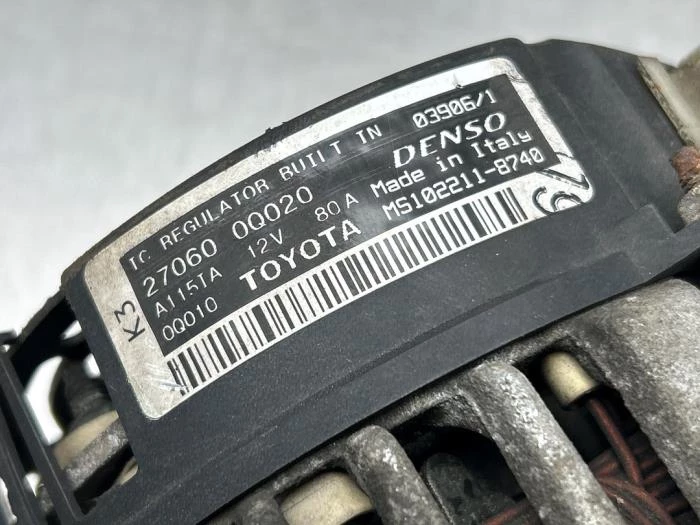 IC REGULATOR BUILT IN 03906/1
27060 0Q020 DENSO
A115TA 12V 80A Made in Italy
0Q010 TOYOTA MS102211-8740
K3